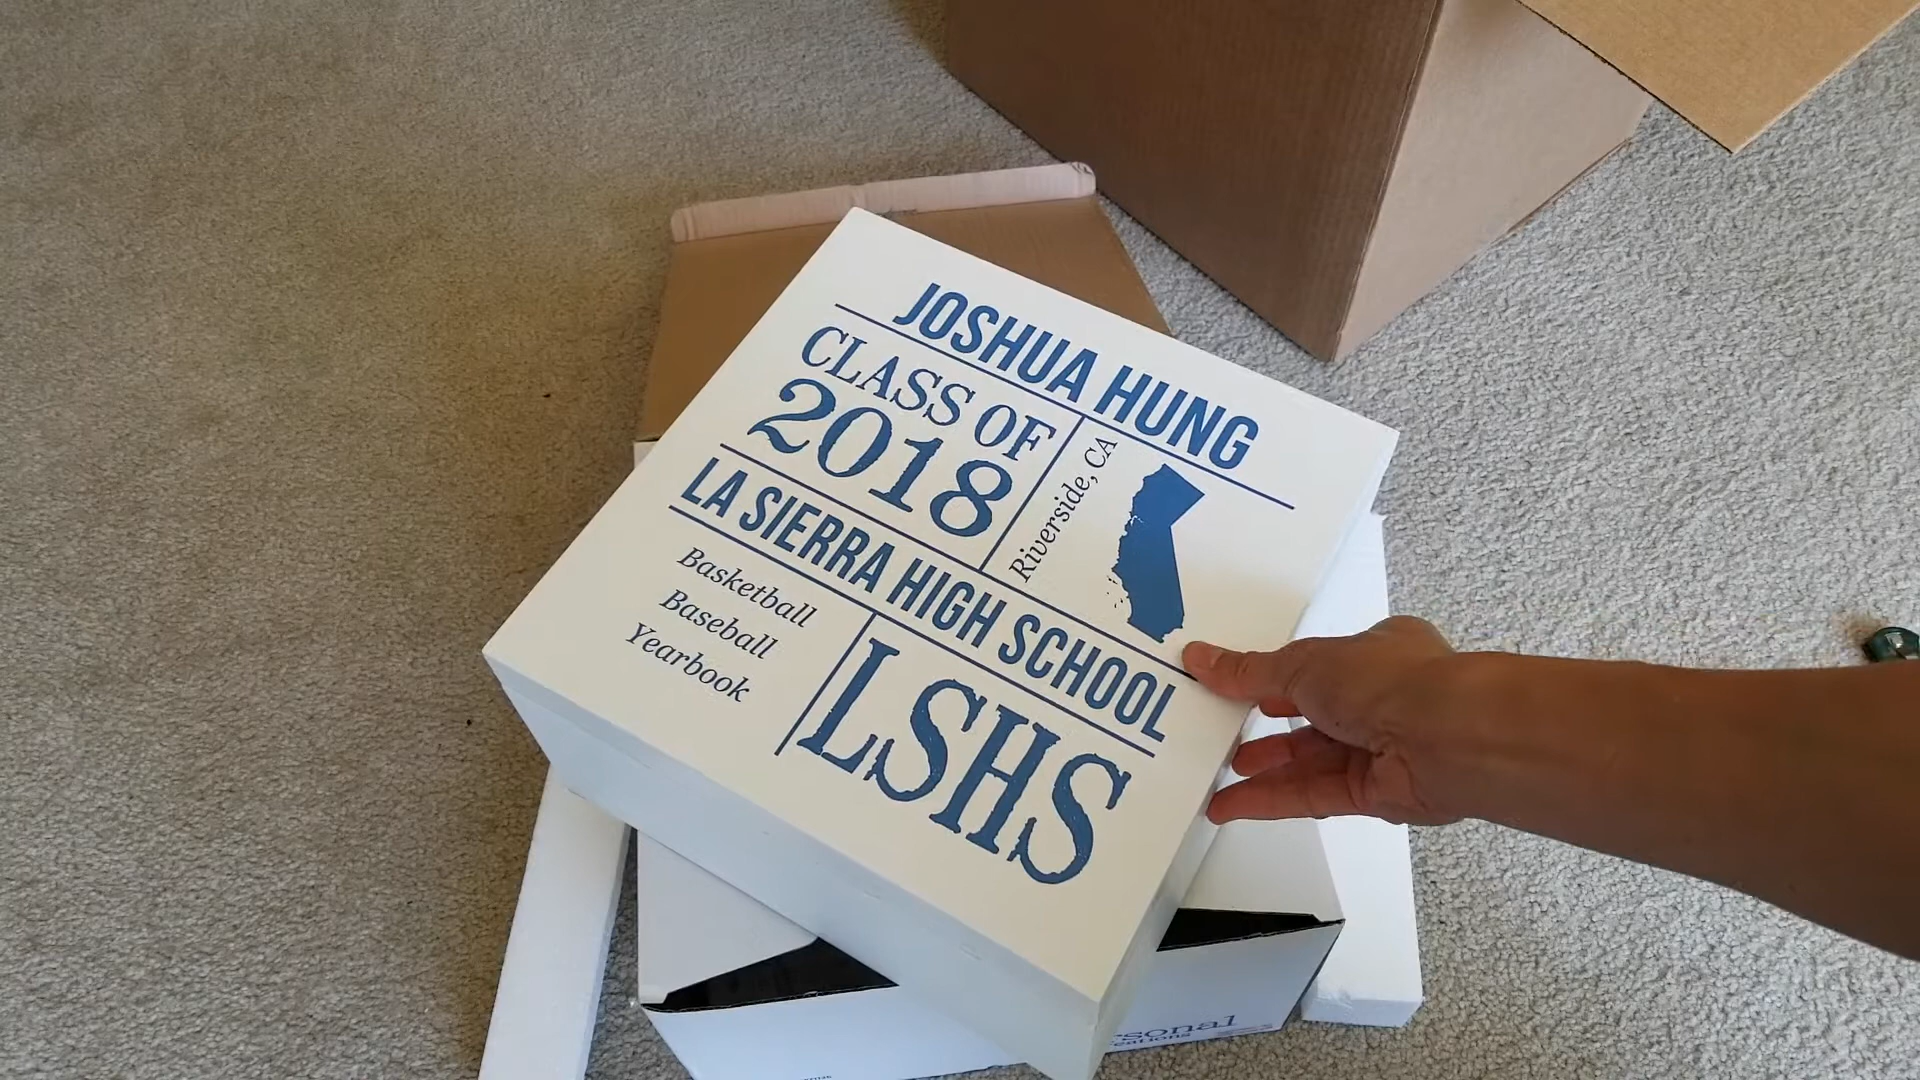 JOSHUA HUNG
CLASS OF
2018
Riverside, CA
LA SIERRA HIGH SCHOOL
Basketball
Baseball
Yearbook
LSHS